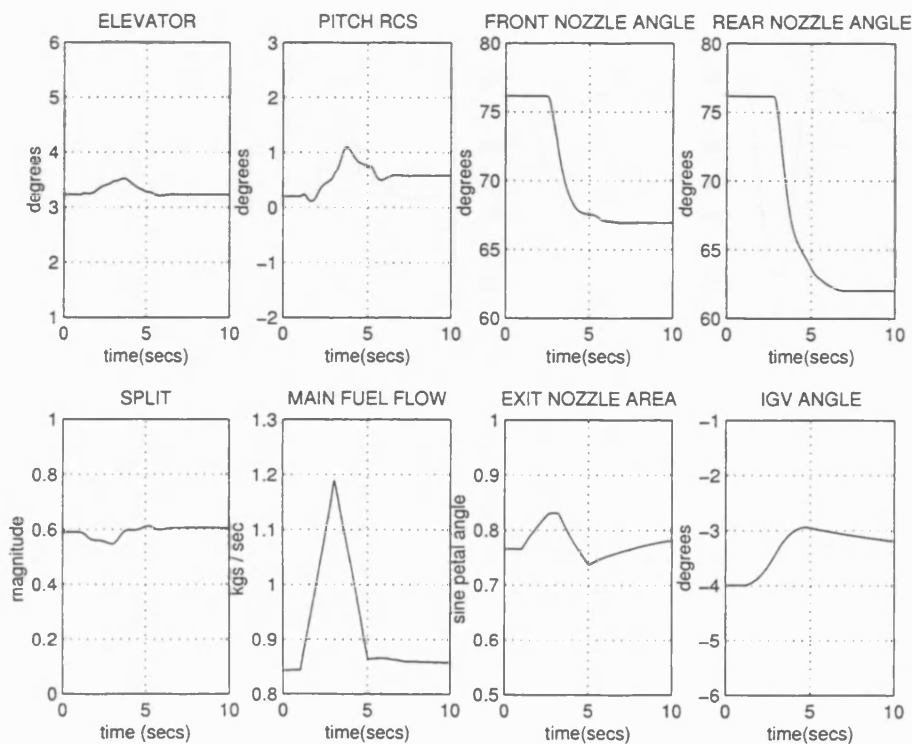 ELEVATOR
6
5
4
3
2
1
degrees
0
5
10
time(secs)
PITCH RCS
3
2
1
0
−1
−2
degrees
0
5
10
time(secs)
FRONT NOZZLE ANGLE
80
75
70
65
60
degrees
0
5
10
time(secs)
REAR NOZZLE ANGLE
80
75
70
65
60
degrees
0
5
10
time(secs)
SPLIT
1
0.8
0.6
0.4
0.2
0
magnitude
0
5
10
time (secs)
MAIN FUEL FLOW
1.3
1.2
1.1
1
0.9
0.8
kgs / sec
0
5
10
time (secs)
EXIT NOZZLE AREA
1
0.9
0.8
0.7
0.6
0.5
sine petal angle
0
5
10
time (secs)
IGV ANGLE
−1
−2
−3
−4
−5
−6
degrees
0
5
10
time (secs)